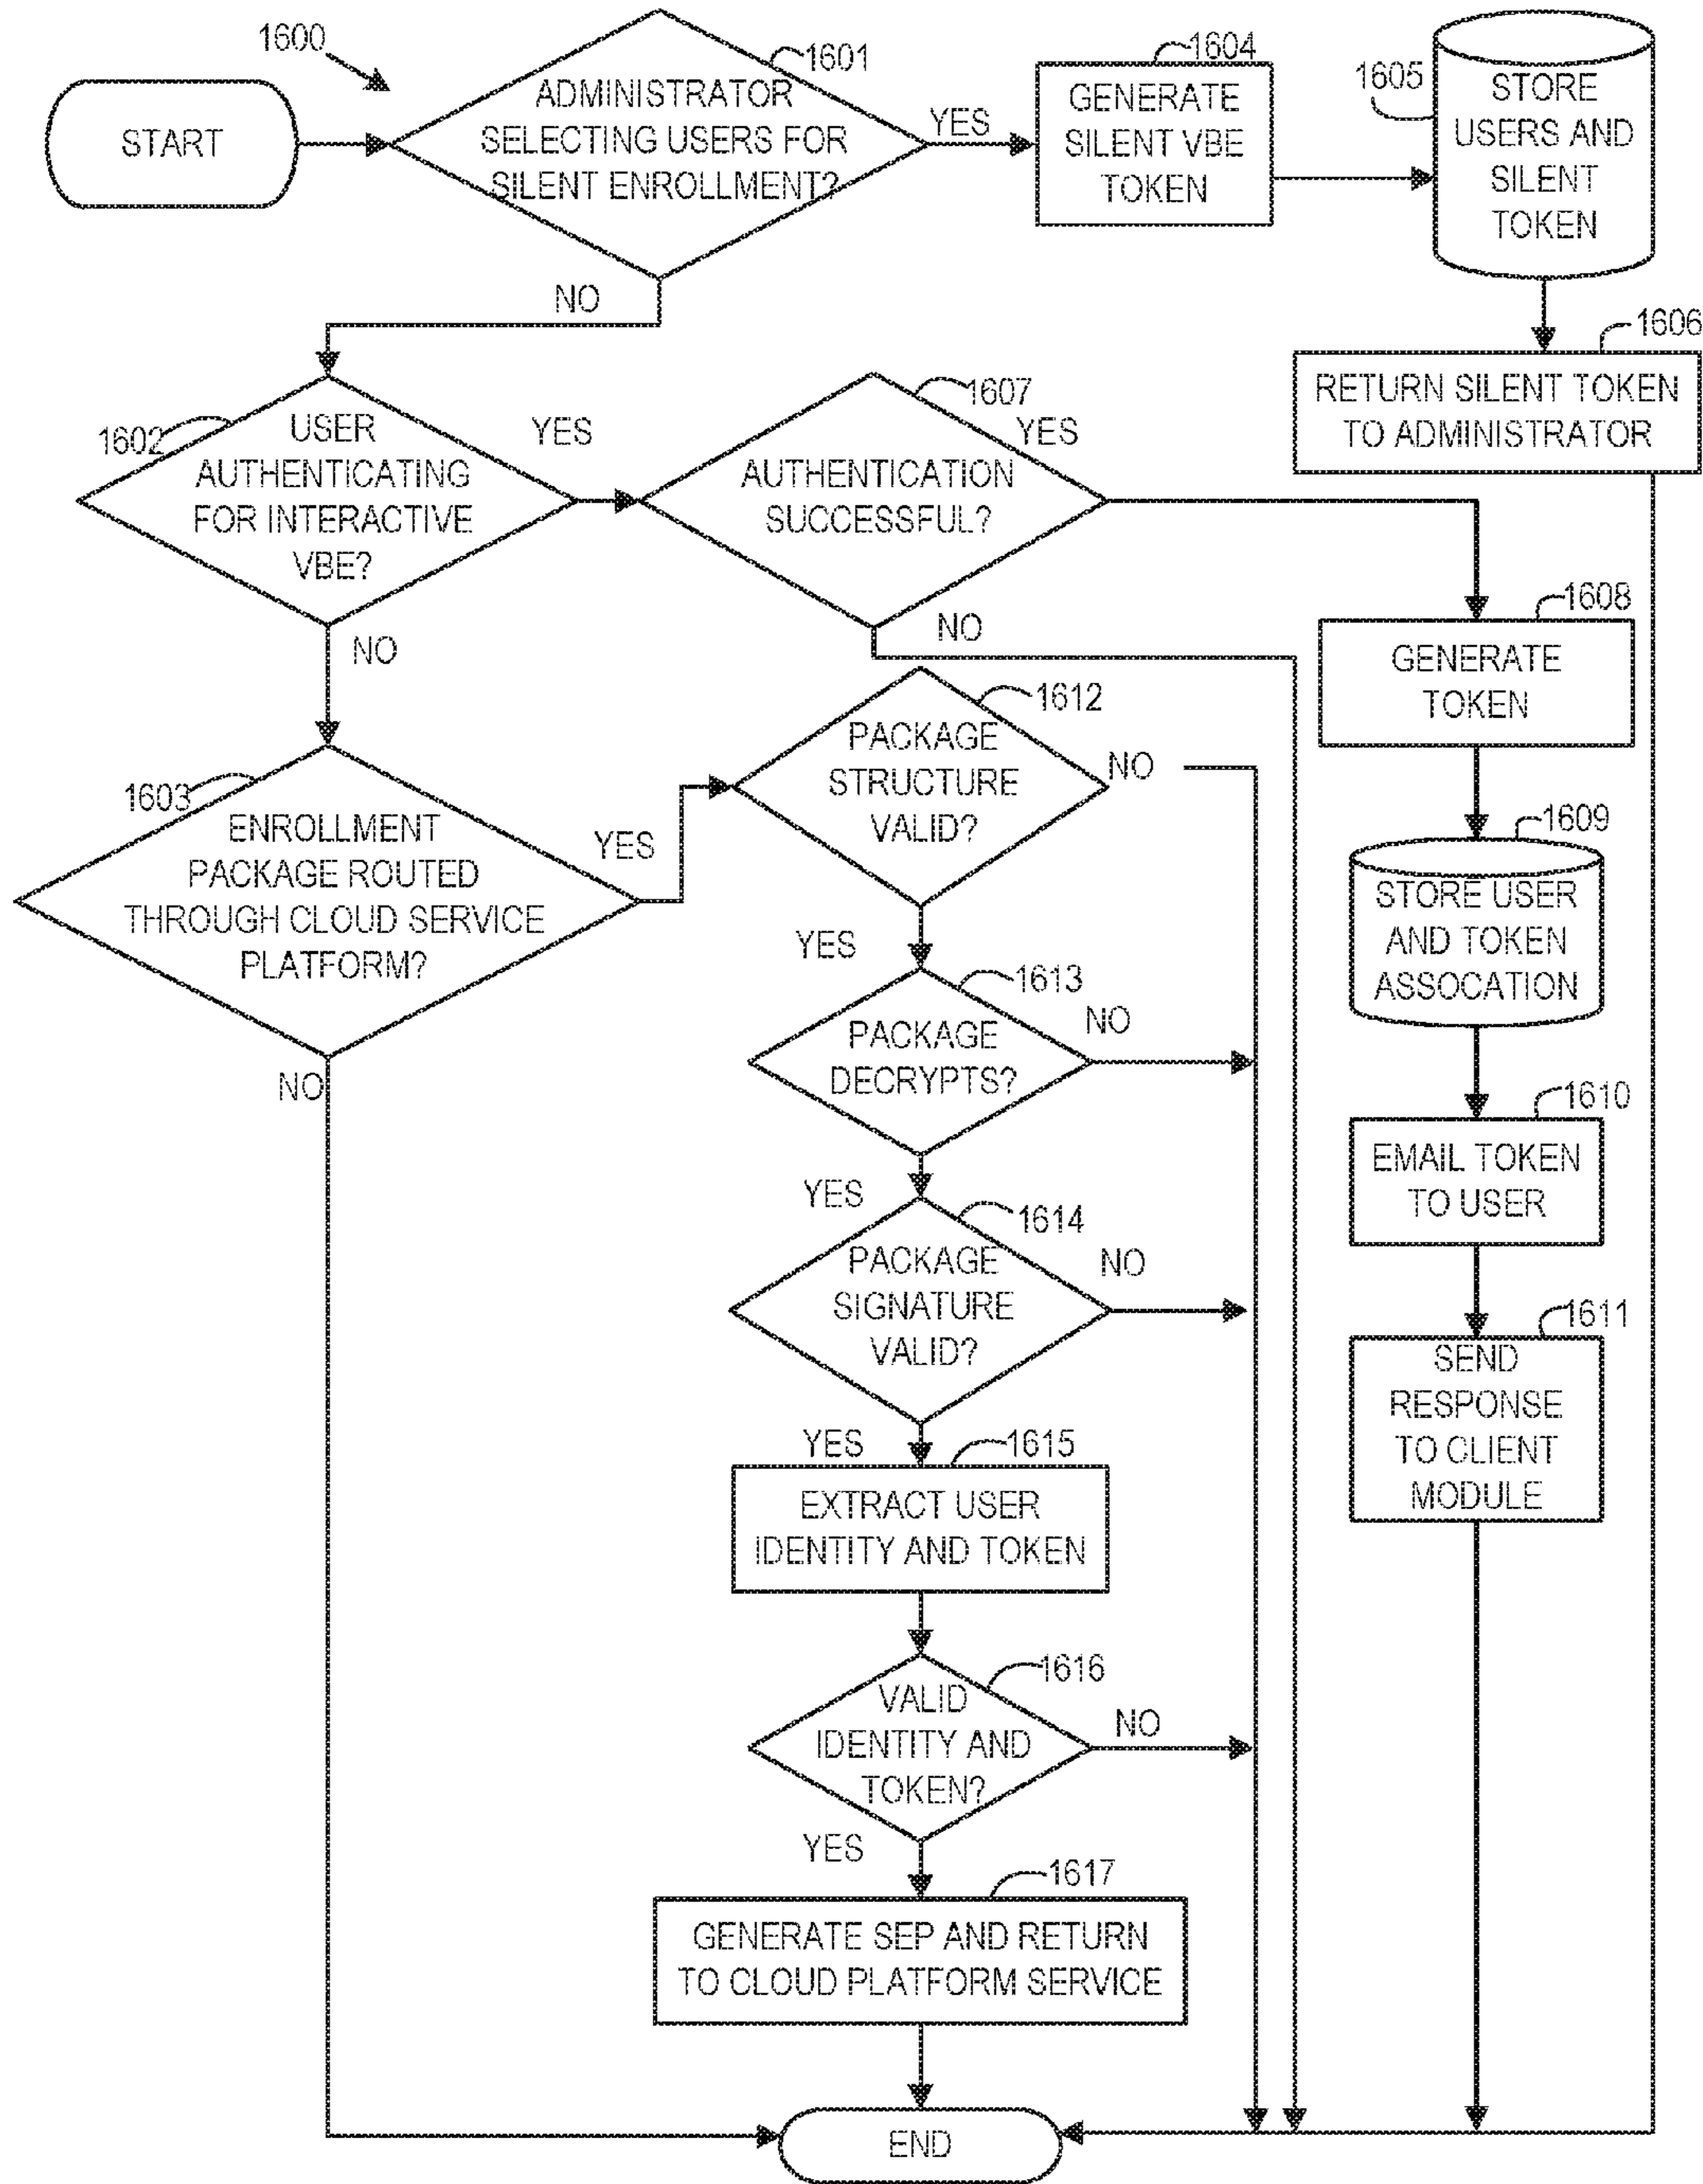 1600
START
1601
ADMINISTRATOR
SELECTING USERS FOR
SILENT ENROLLMENT?
YES
NO
1604
GENERATE
SILENT VBE
TOKEN
1605
STORE
USERS AND
SILENT
TOKEN
1606
RETURN SILENT TOKEN
TO ADMINISTRATOR
1602
USER
AUTHENTICATING
FOR INTERACTIVE
VBE?
YES
NO
1607
AUTHENTICATION
SUCCESSFUL?
YES
NO
1608
GENERATE
TOKEN
1609
STORE USER
AND TOKEN
ASSOCATION
1610
EMAIL TOKEN
TO USER
1611
SEND
RESPONSE
TO CLIENT
MODULE
1603
ENROLLMENT
PACKAGE ROUTED
THROUGH CLOUD SERVICE
PLATFORM?
YES
NO
1612
PACKAGE
STRUCTURE
VALID?
NO
YES
1613
PACKAGE
DECRYPTS?
NO
YES
1614
PACKAGE
SIGNATURE
VALID?
NO
YES
1615
EXTRACT USER
IDENTITY AND TOKEN
1616
VALID
IDENTITY AND
TOKEN?
NO
YES
1617
GENERATE SEP AND RETURN
TO CLOUD PLATFORM SERVICE
END